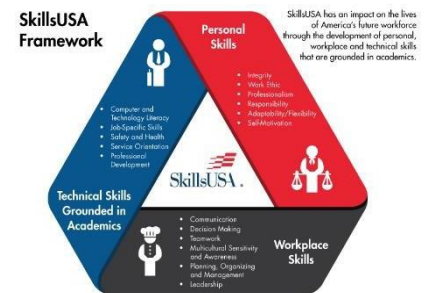 SkillsUSA
Framework
SkillsUSA has an impact on the lives
of America's future workforce
through the development of personal,
workplace and technical skills
that are grounded in academics.
Personal
Skills
• Integrity
• Work Ethic
• Professionalism
• Responsibility
• Adaptability/Flexibility
• Self-Motivation
• Computer and
Technology Literacy
• Job-Specific Skills
• Safety and Health
• Service Orientation
• Professional
Development
SkillsUSA.
Technical Skills
Grounded in
Academics
• Communication
• Decision Making
• Teamwork
• Multicultural Sensitivity
and Awareness
• Planning, Organizing
and Management
• Leadership
Workplace
Skills